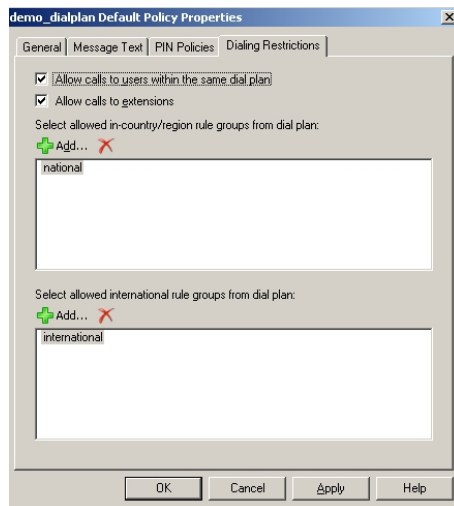 demo_dialplan Default Policy Properties
General Message Text PIN Policies Dialing Restrictions
Allow calls to users within the same dial plan
Allow calls to extensions
Select allowed in-country/region rule groups from dial plan:
Add...
national
Select allowed international rule groups from dial plan:
Add...
international
OK Cancel Apply Help